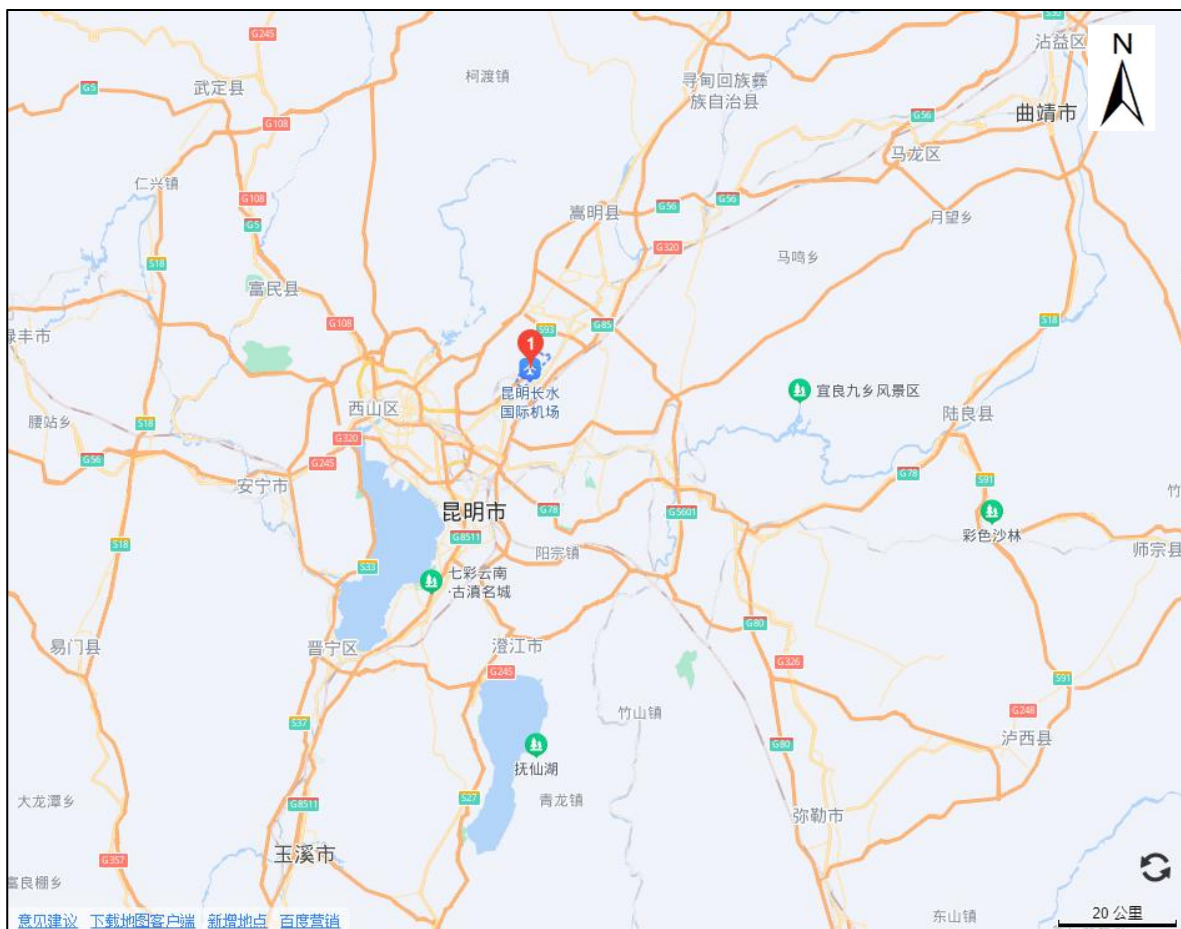 S30
沾益区
N
G245
柯渡镇
寻甸回族彝
族自治县
G5
武定县
曲靖市
G56
G108
马龙区
仁兴镇
G108
G56
G56
嵩明县
月望乡
G5
G320
马鸣乡
S18
富民县
G108
S93
G85
S18
丰市
1
昆明长水
国际机场
宜良九乡风景区
西山区
陆良县
腰站乡
S18
G320
G56
G245
G78
S91
安宁市
竹
昆明市
G78
G5601
彩色沙林
S18
G8511
阳宗镇
师宗县
S33
七彩云南
·古滇名城
G80
易门县
晋宁区
澄江市
G326
G245
S91
竹山镇
G248
S37
G80
泸西县
抚仙湖
大龙潭乡
G8511
S27
青龙镇
弥勒市
玉溪市
G357
富良棚乡
意见建议 下载地图客户端 新增地点 百度营销
东山镇
20 公里